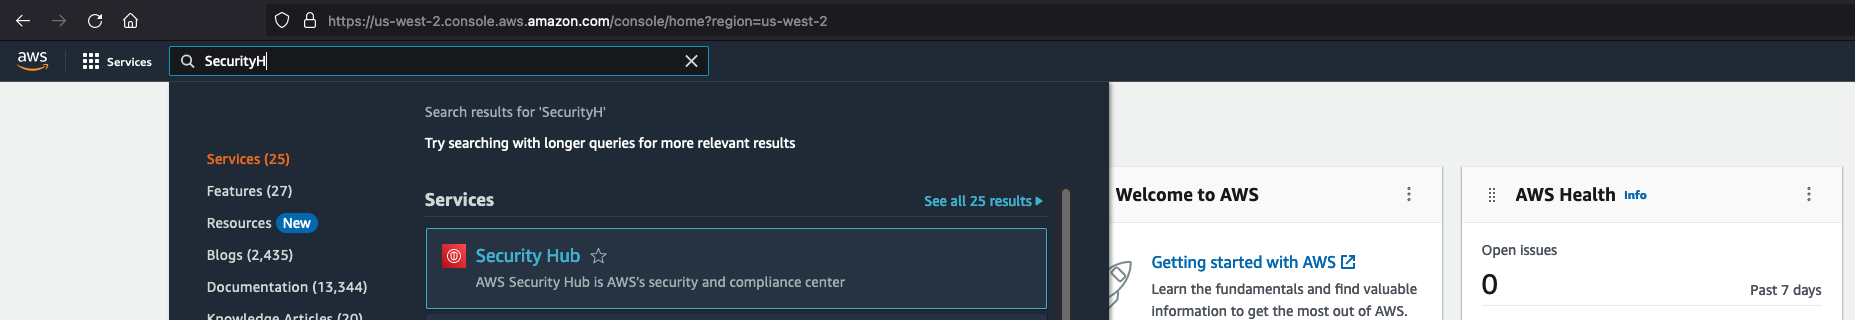 https://us-west-2.console.aws.amazon.com/console/home?region=us-west-2
aws
Services
SecurityH
Search results for 'SecurityH'
Try searching with longer queries for more relevant results
Services (25)
Features (27)
Resources New
Blogs (2,435)
Documentation (13,344)
Knowledge Articles (20)
Services
See all 25 results
Security Hub
AWS Security Hub is AWS's security and compliance center
Welcome to AWS
Getting started with AWS
Learn the fundamentals and find valuable
information to get the most out of AWS.
AWS Health Info
Open issues
0
Past 7 days